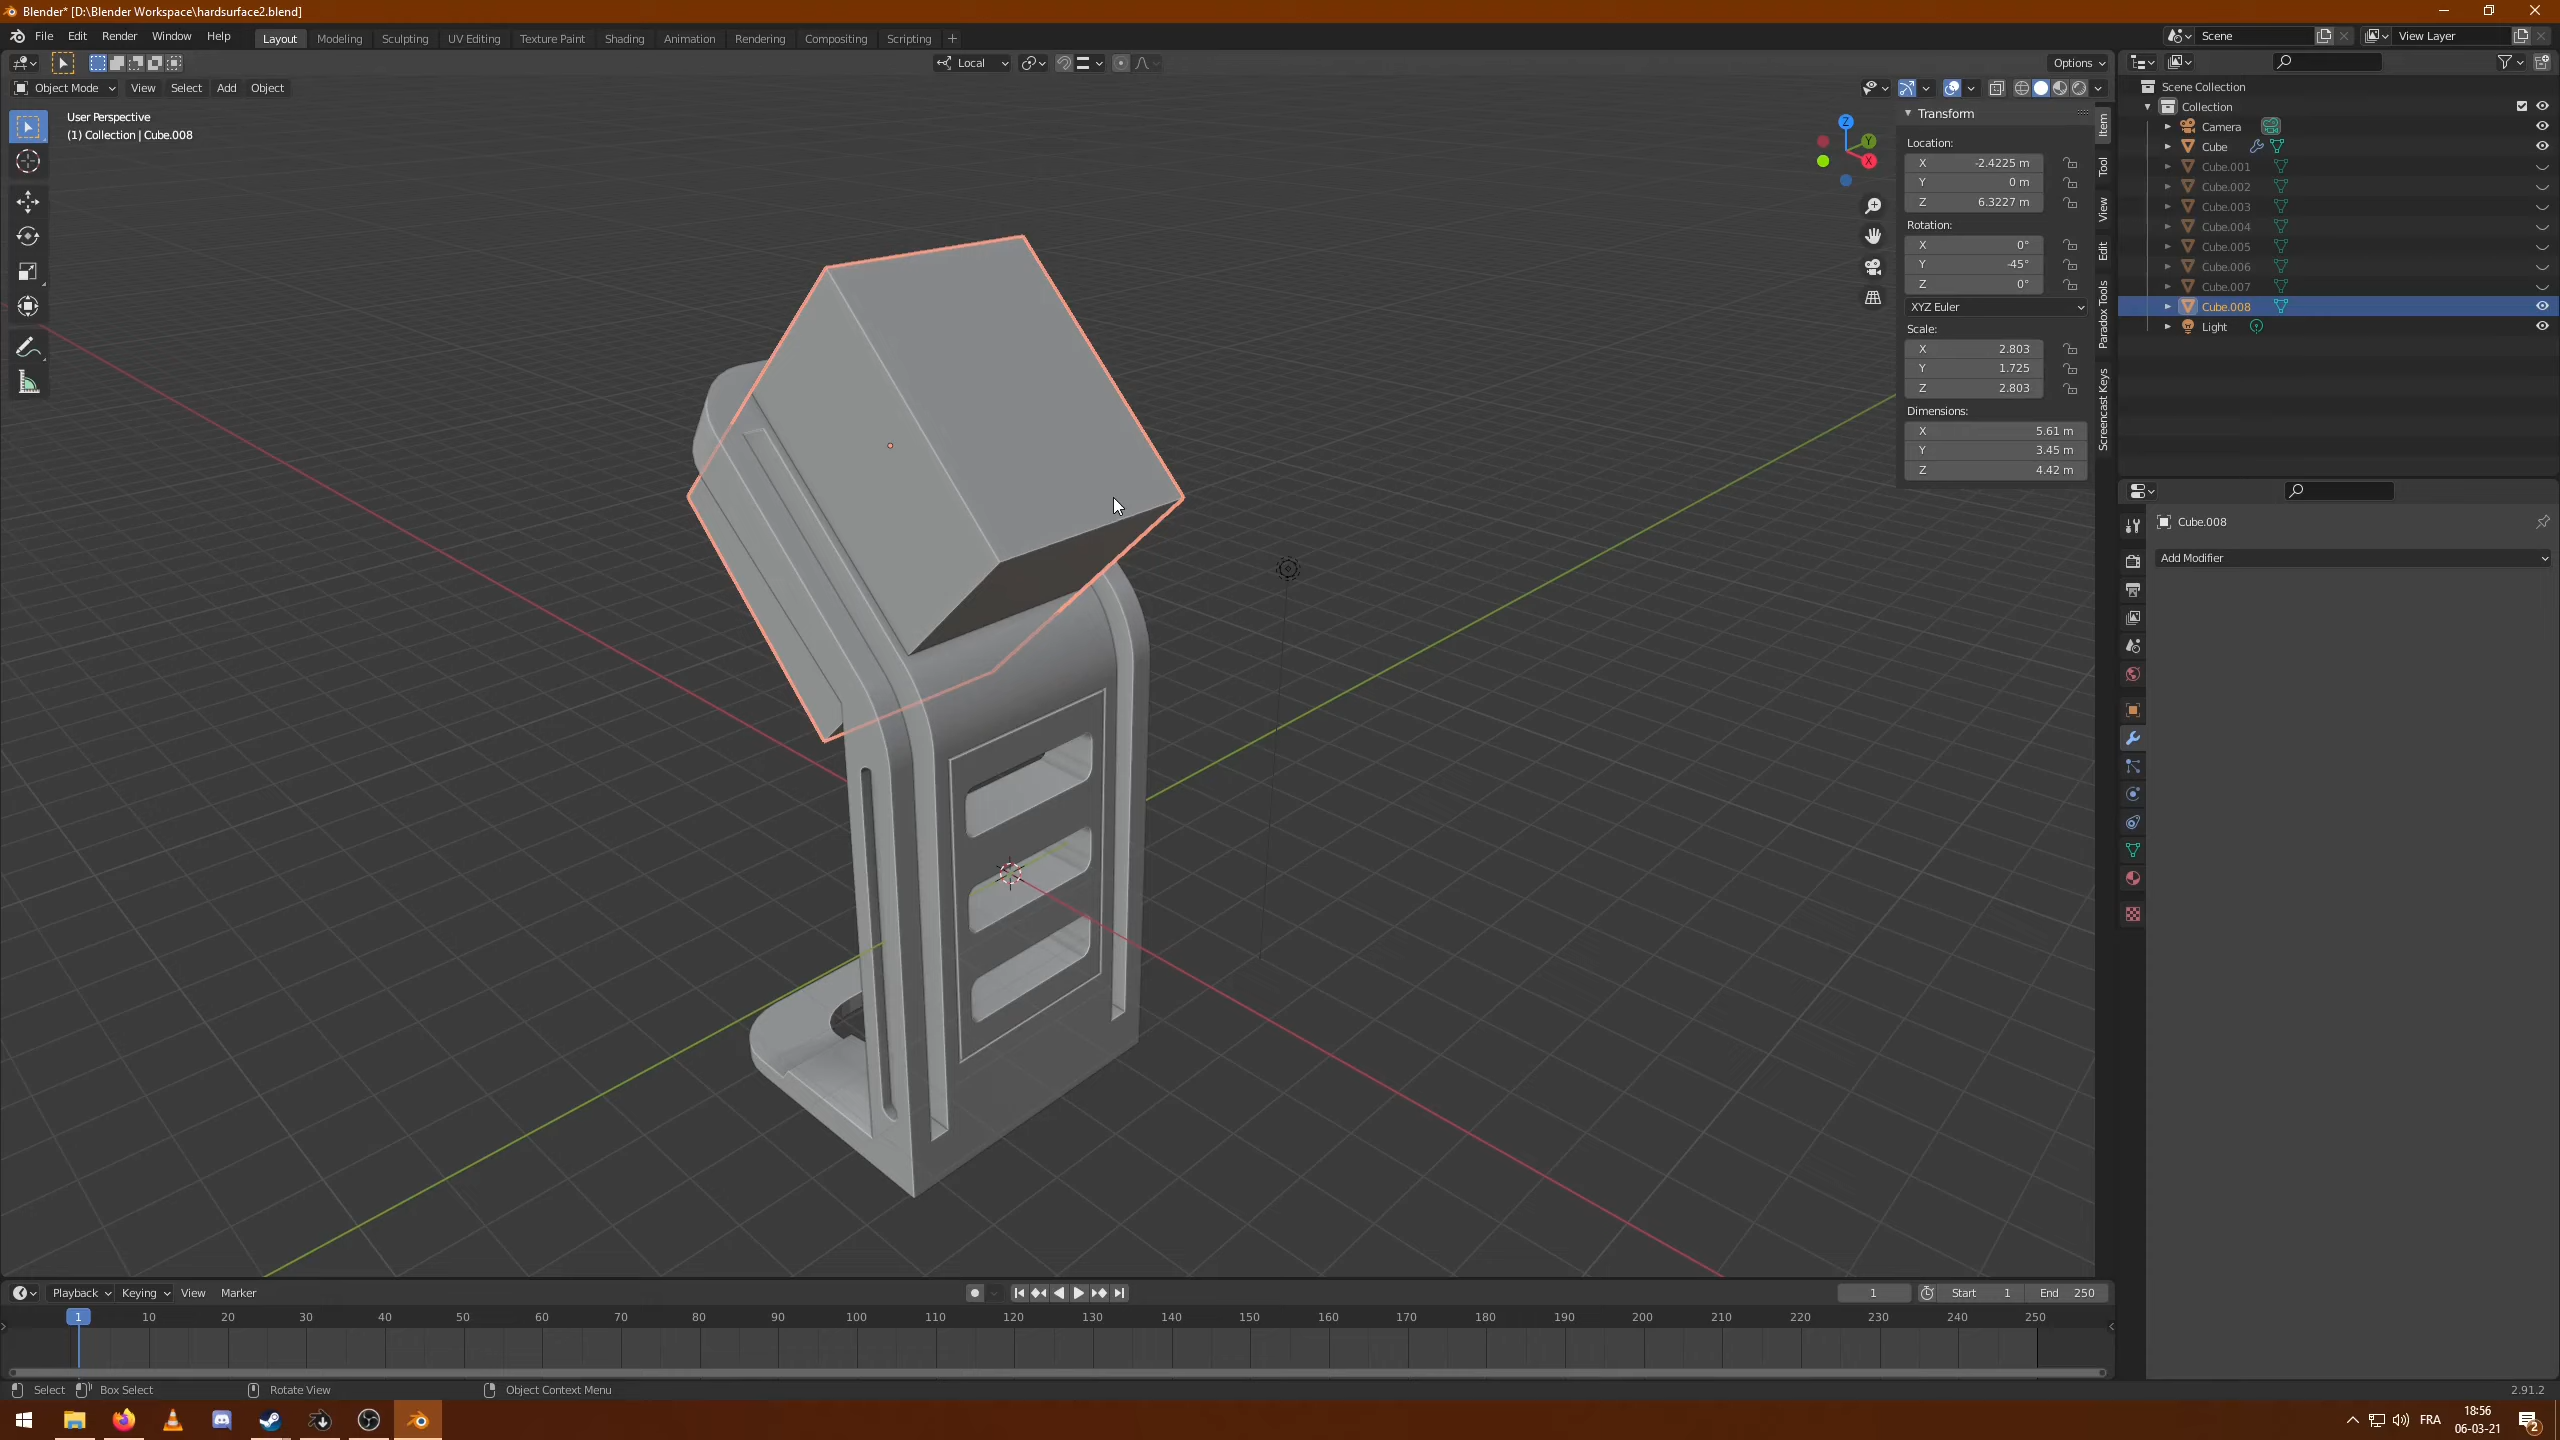 Blender* [D:\Blender Workspace\hardsurface2.blend]
File Edit Render Window Help Layout Modeling Sculpting UV Editing Texture Paint Shading Animation Rendering Compositing Scripting + Scene View Layer
Local Options
Object Mode View Select Add Object
User Perspective
(1) Collection | Cube.008
Z
Y
X
Transform
Location:
X -2.4225 m
Y 0 m
Z 6.3227 m
Rotation:
X 0°
Y -45°
Z 0°
XYZ Euler
Scale:
X 2.803
Y 1.725
Z 2.803
Dimensions:
X 5.61 m
Y 3.45 m
Z 4.42 m
Item
Tool
View
Edit
Paradox Tools
Screencast Keys
Scene Collection
Collection
Camera
Cube
Cube.001
Cube.002
Cube.003
Cube.004
Cube.005
Cube.006
Cube.007
Cube.008
Light
Cube.008
Add Modifier
Playback Keying View Marker 1 Start 1 End 250
1 10 20 30 40 50 60 70 80 90 100 110 120 130 140 150 160 170 180 190 200 210 220 230 240 250
Select Box Select Rotate View Object Context Menu 2.91.2
FRA
18:56
06-03-21
2